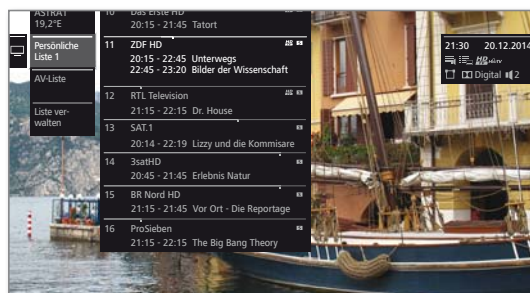 ASTRA1
19,2°E
Persönliche
Liste 1
AV-Liste
Liste ver-
walten
10 Das Erste HD
20:15 - 21:45 Tatort
11 ZDF HD
20:15 - 22:45 Unterwegs
22:45 - 23:20 Bilder der Wissenschaft
12 RTL Television
21:15 - 22:15 Dr. House
13 SAT.1
20:14 - 22:19 Lizzy und die Kommisare
14 3satHD
20:45 - 21:45 Erlebnis Natur
15 BR Nord HD
21:15 - 21:45 Vor Ort - Die Reportage
16 ProSieben
21:15 - 22:15 The Big Bang Theory
21:30 20.12.2014
Digital 2